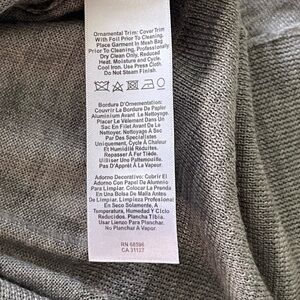 Ornamental Trim: Cover Trim
With Foil Prior To Cleaning.
Place Garment In Mesh Bag
Prior To Cleaning. Professionally
Dry Clean Only. Reduced
Heat, Moisture and Cycle.
Cool Iron. Use Press Cloth.
Do Not Steam Finish.
Bordure D'Ornementation:
Couvrir La Bordure De Papier
Aluminium Avant Le Nettoyage
Placer Le Vêtement Dans Un
Sac En Filet Avant De La
Nettoyer. Nettoyage À Sec
Uniquement, Cycle À Chaleur
Et Humidité Réduites.
Repasser À Fer Tiède.
Utiliser Une Pattemouille.
Pas D'Apprêt À La Vapeur.
Adorno Decorativo: Cubrir El
Adorno Con Papel De Aluminio
Para Limpiar. Colocar La Prenda
En Una Bolsa De Malla Antes
De Limpiar. Limpieza Profesional
En Seco Solamente, A
Temperatura, Humedad Y Ciclo
Reducidos. Plancha Tibia.
Usar Lienzo Para Planchar.
No Planchar A Vapor.
RN 68596
CA 31127